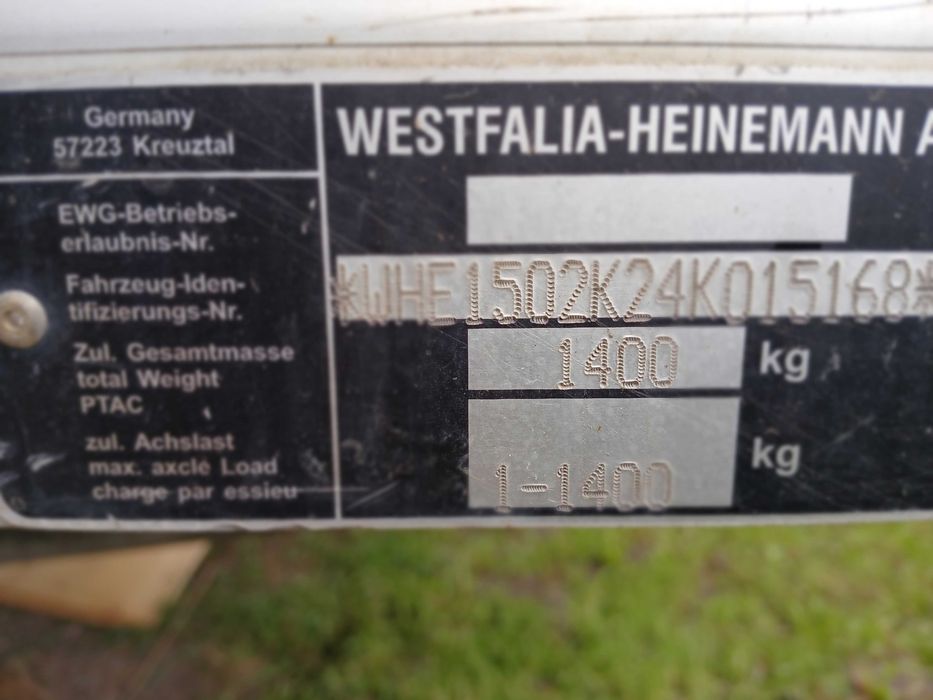 Germany
57223 Kreuztal
WESTFALIA-HEINEMANN A
EWG-Betriebs-
erlaubnis-Nr.
Fahrzeug-Iden-
tifizierungs-Nr.
*WHE1502K24K015168*
Zul. Gesamtmasse
total Weight
PTAC
1400 kg
zul. Achslast
max. axcle Load
charge par essieu
1-1400 kg